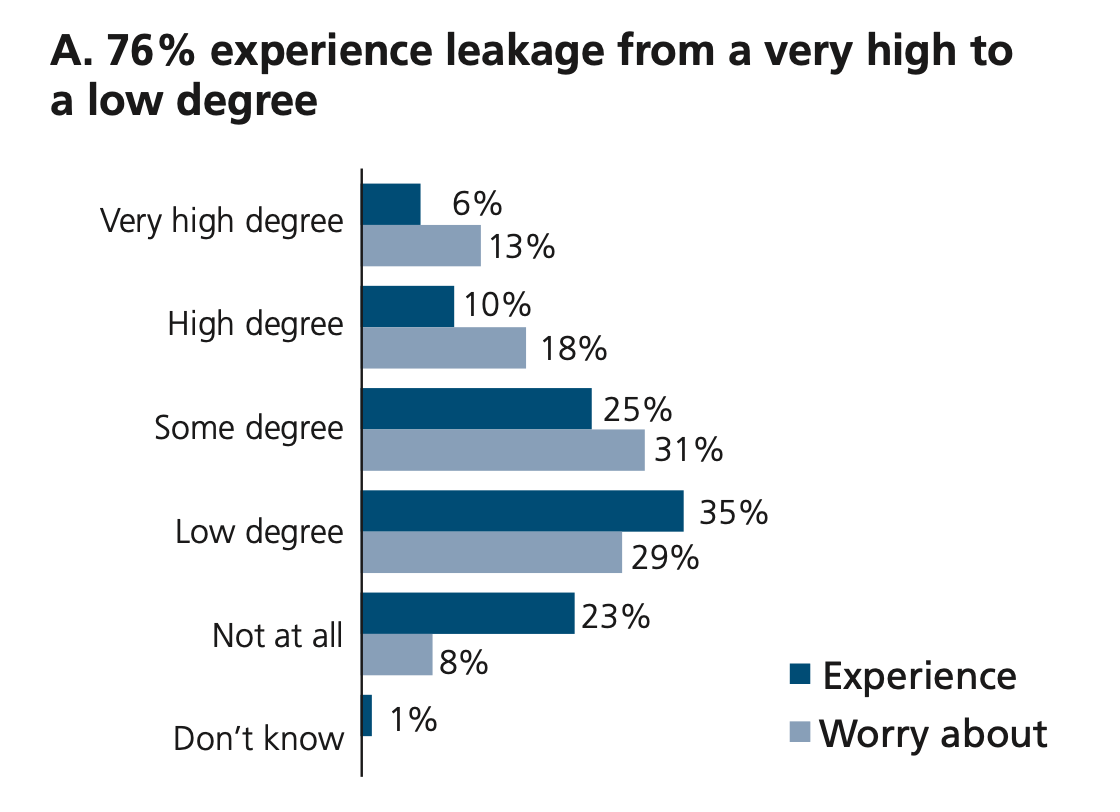 A. 76% experience leakage from a very high to
a low degree
Very high degree
6%
13%
High degree
10%
18%
Some degree
25%
31%
Low degree
35%
29%
Not at all
23%
8%
Don’t know
1%
Experience
Worry about